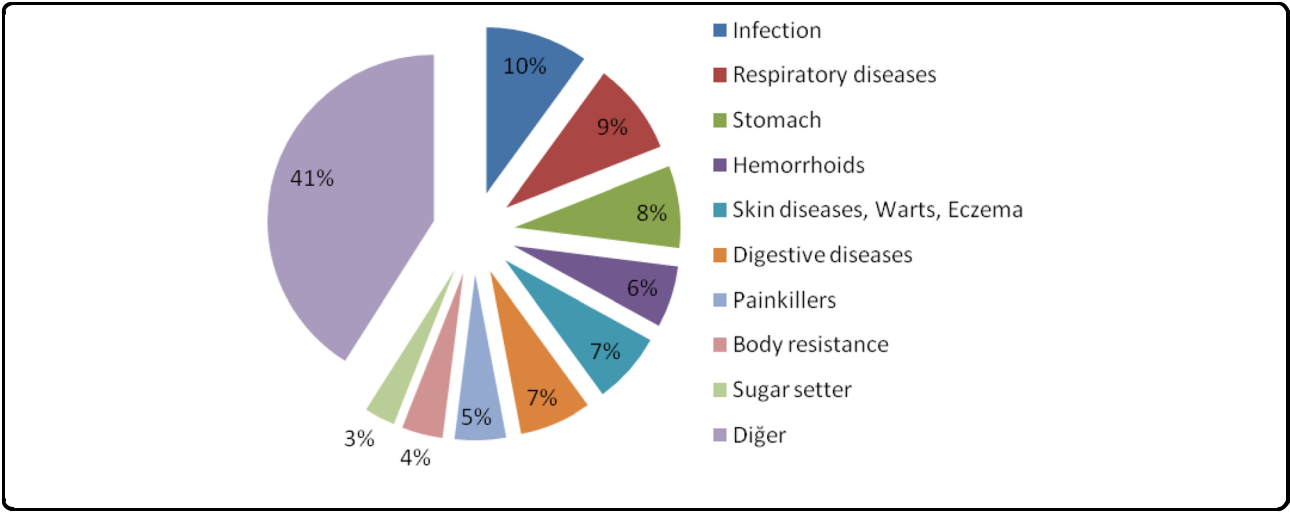 10%
9%
8%
6%
7%
7%
5%
4%
3%
41%
Infection
Respiratory diseases
Stomach
Hemorrhoids
Skin diseases, Warts, Eczema
Digestive diseases
Painkillers
Body resistance
Sugar setter
Diğer